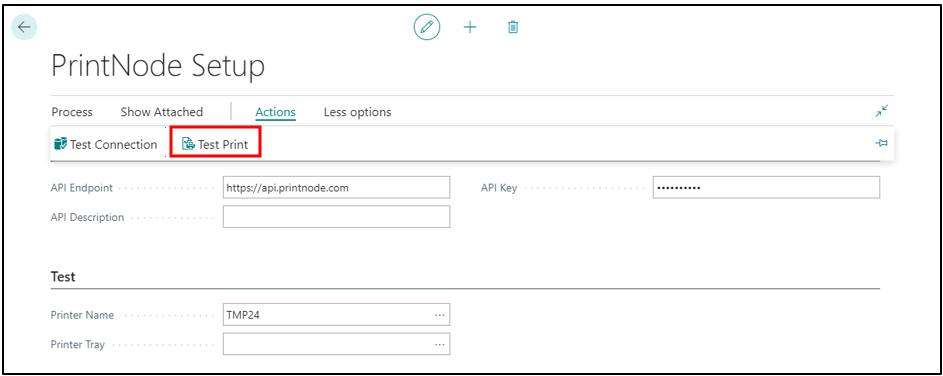 PrintNode Setup
Process Show Attached Actions Less options
Test Connection Test Print
API Endpoint https://api.printnode.com API Key ••••••••••
API Description
Test
Printer Name TMP24 ...
Printer Tray ...